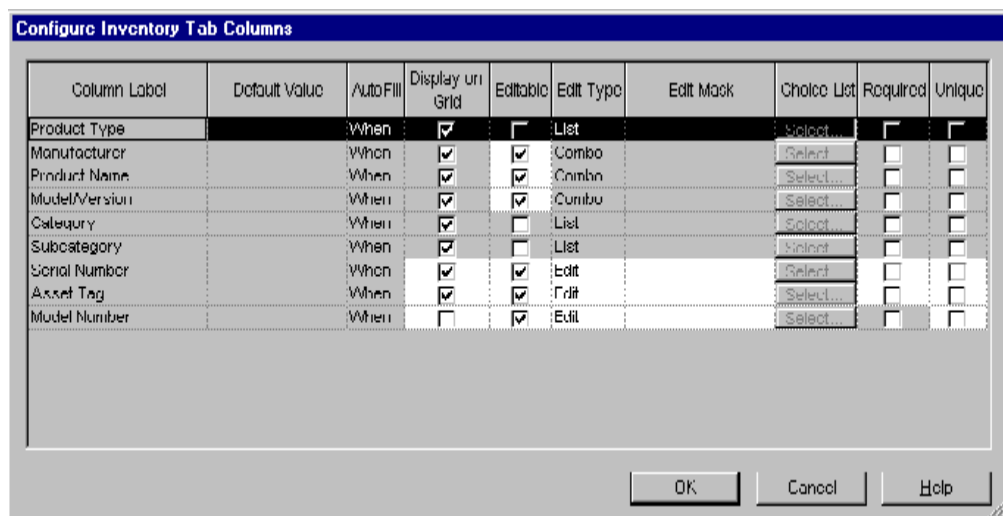 Configure Inventory Tab Columns
Column Label Default Value AutoFill Display on Grid Editable Edit Type Edit Mask Choice List Required Unique
Product Type When List Select...
Manufacturer When Combo Select...
Product Name When Combo Select...
Model/Version When Combo Select...
Category When List Select...
Subcategory When List Select...
Serial Number When Edit Select...
Asset Tag When Edit Select...
Model Number When Edit Select...
OK Cancel Help